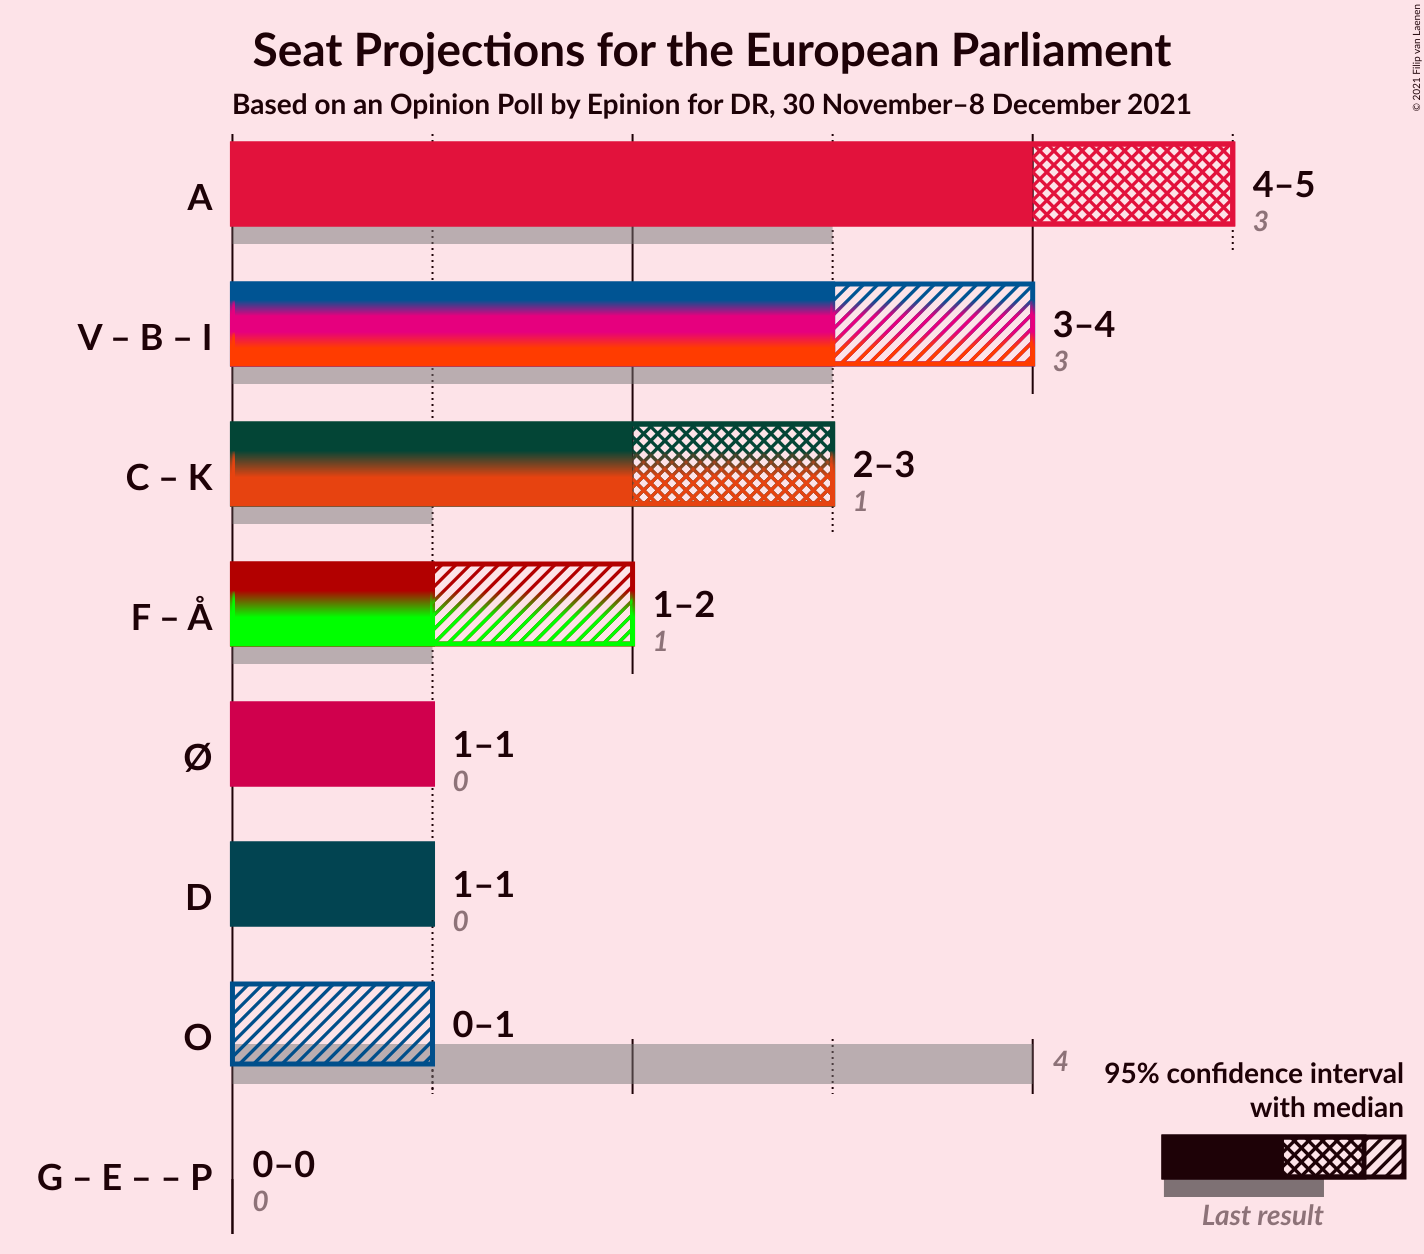 Seat Projections for the European Parliament
Based on an Opinion Poll by Epinion for DR, 30 November–8 December 2021
© 2021 Filip van Laenen
A
4–5
3
V – B – I
3–4
3
C – K
2–3
1
F – Å
1–2
1
Ø
1–1
0
D
1–1
0
O
0–1
4
G – E – – P
0–0
0
95% confidence interval
with median
Last result